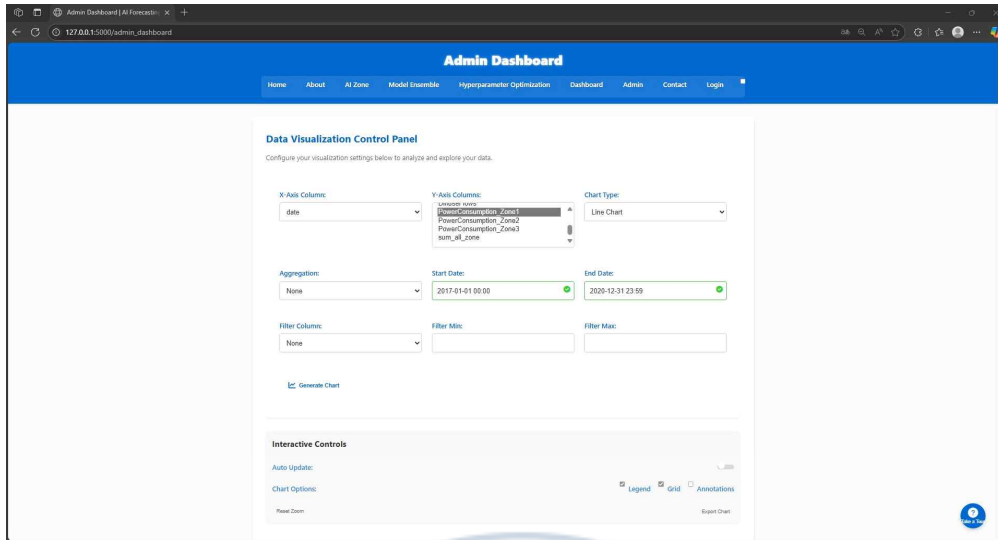 Admin Dashboard | AI Forecasting
127.0.0.1:5000/admin_dashboard
Admin Dashboard
Home About AI Zone Model Ensemble Hyperparameter Optimization Dashboard Admin Contact Login
Data Visualization Control Panel
Configure your visualization settings below to analyze and explore your data.
X-Axis Column: Y-Axis Columns: Chart Type:
date
PowerConsumption_Zone1
PowerConsumption_Zone2
PowerConsumption_Zone3
sum_all_zone
Line Chart
Aggregation: Start Date: End Date:
None 2017-01-01 00:00 2020-12-31 23:59
Filter Column: Filter Min: Filter Max:
None
Generate Chart
Interactive Controls
Auto Update:
Chart Options: Legend Grid Annotations
Reset Zoom Export Chart
Take a Tour